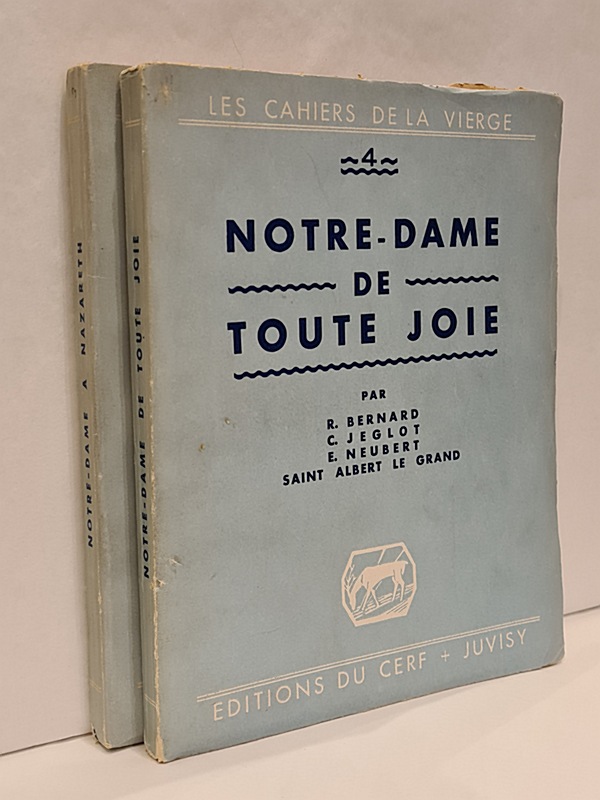 LES CAHIERS DE LA VIERGE
4
NOTRE-DAME
DE
TOUTE JOIE
PAR
R. BERNARD
C. JEGLOT
E. NEUBERT
SAINT ALBERT LE GRAND
EDITIONS DU CERF + JUVISY
NOTRE-DAME DE TOUTE JOIE
NOTRE-DAME A NAZARETH